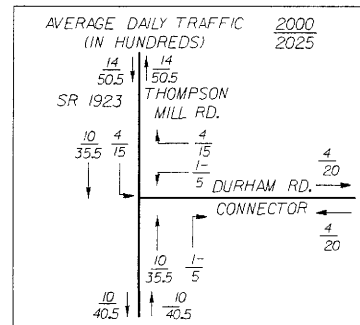 AVERAGE DAILY TRAFFIC 2000
(IN HUNDREDS) 2025
14 14
50.5 50.5
SR 1923 THOMPSON
MILL RD.
10 4 4
35.5 15 15
1- 4
5 20
DURHAM RD.
CONNECTOR
4
20
10 1-
35.5 5
10 10
40.5 40.5